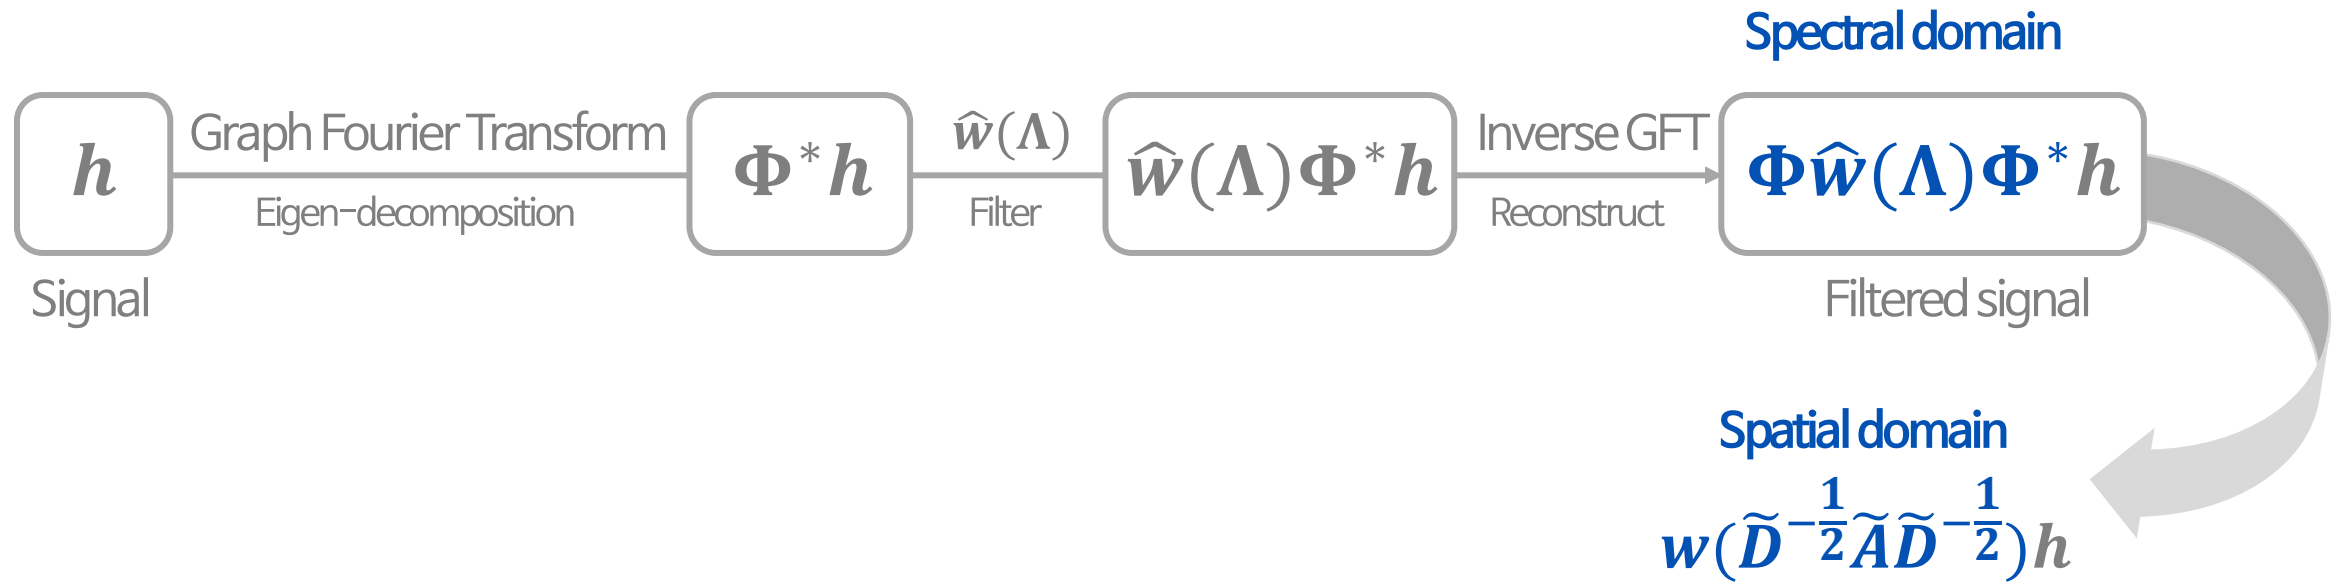 Spectral domain
h
Graph Fourier Transform
Eigen-decomposition
Φ*h
ŵ(Λ)
Filter
ŵ(Λ)Φ*h
Inverse GFT
Reconstruct
Φŵ(Λ)Φ*h
Signal
Filtered signal
Spatial domain
w(D̃^{-1/2}ÃD̃^{-1/2})h